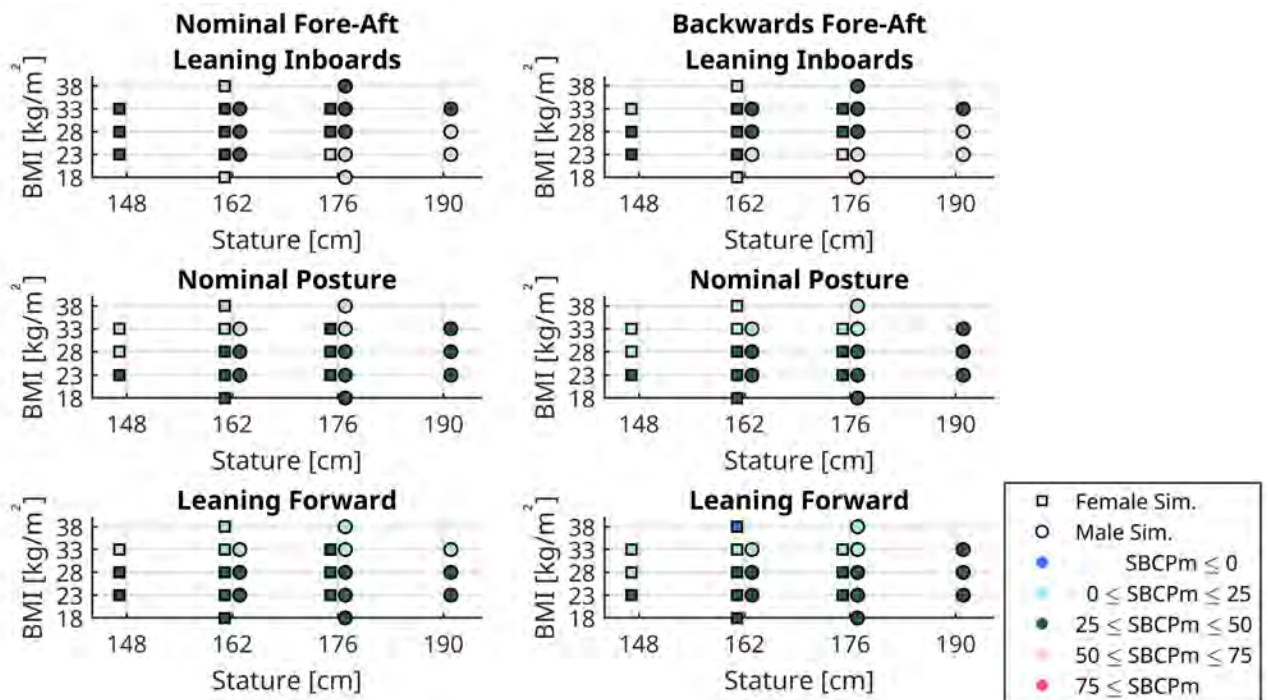 Nominal Fore-Aft
Leaning Inboards
BMI [kg/m²]
38
33
28
23
18
148 162 176 190
Stature [cm]
Backwards Fore-Aft
Leaning Inboards
BMI [kg/m²]
38
33
28
23
18
148 162 176 190
Stature [cm]
Nominal Posture
BMI [kg/m²]
38
33
28
23
18
148 162 176 190
Stature [cm]
Nominal Posture
BMI [kg/m²]
38
33
28
23
18
148 162 176 190
Stature [cm]
Leaning Forward
BMI [kg/m²]
38
33
28
23
18
148 162 176 190
Stature [cm]
Leaning Forward
BMI [kg/m²]
38
33
28
23
18
148 162 176 190
Stature [cm]
Female Sim.
Male Sim.
SBCPm ≤ 0
0 ≤ SBCPm ≤ 25
25 ≤ SBCPm ≤ 50
50 ≤ SBCPm ≤ 75
75 ≤ SBCPm